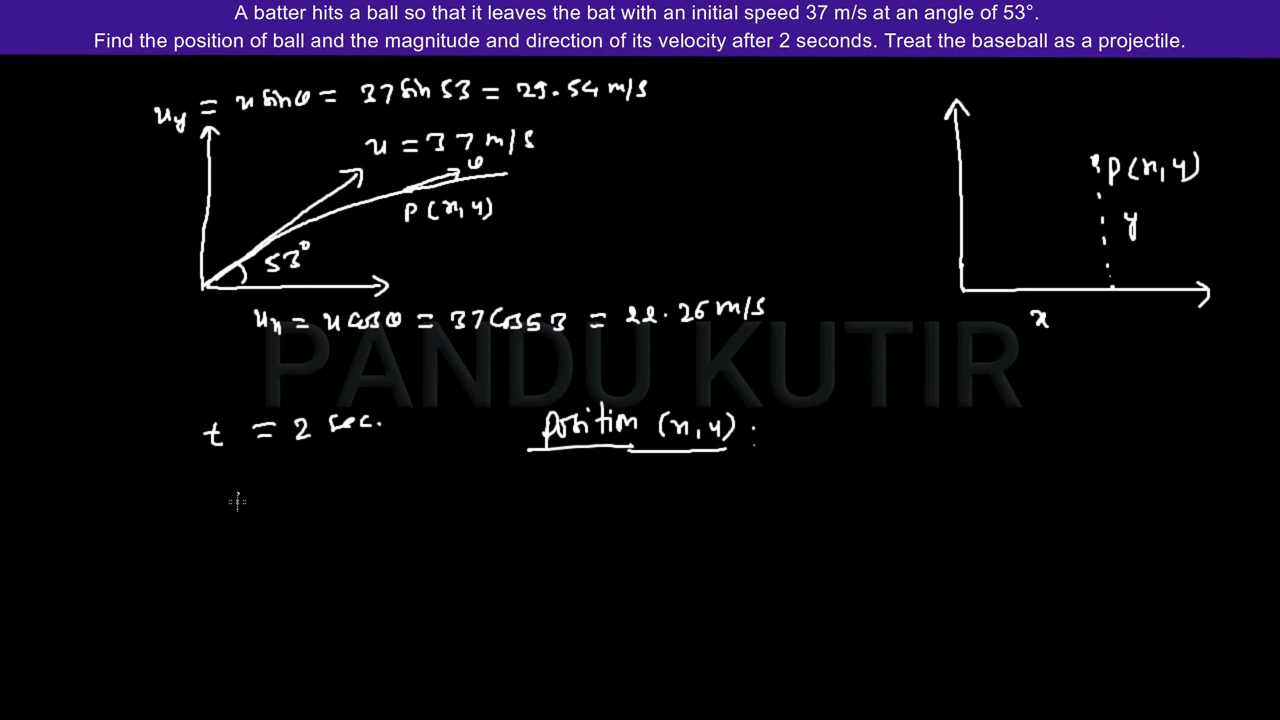 A batter hits a ball so that it leaves the bat with an initial speed 37 m/s at an angle of 53°.
Find the position of ball and the magnitude and direction of its velocity after 2 seconds. Treat the baseball as a projectile.
u_y = u sinθ = 37 sin 53 = 29.54 m/s
u = 37 m/s
v
P(x,y)
53°
u_x = u cosθ = 37 cos 53 = 22.26 m/s
P(x,y)
y
x
PANDU KUTIR
t = 2 sec.
position (x,y) :